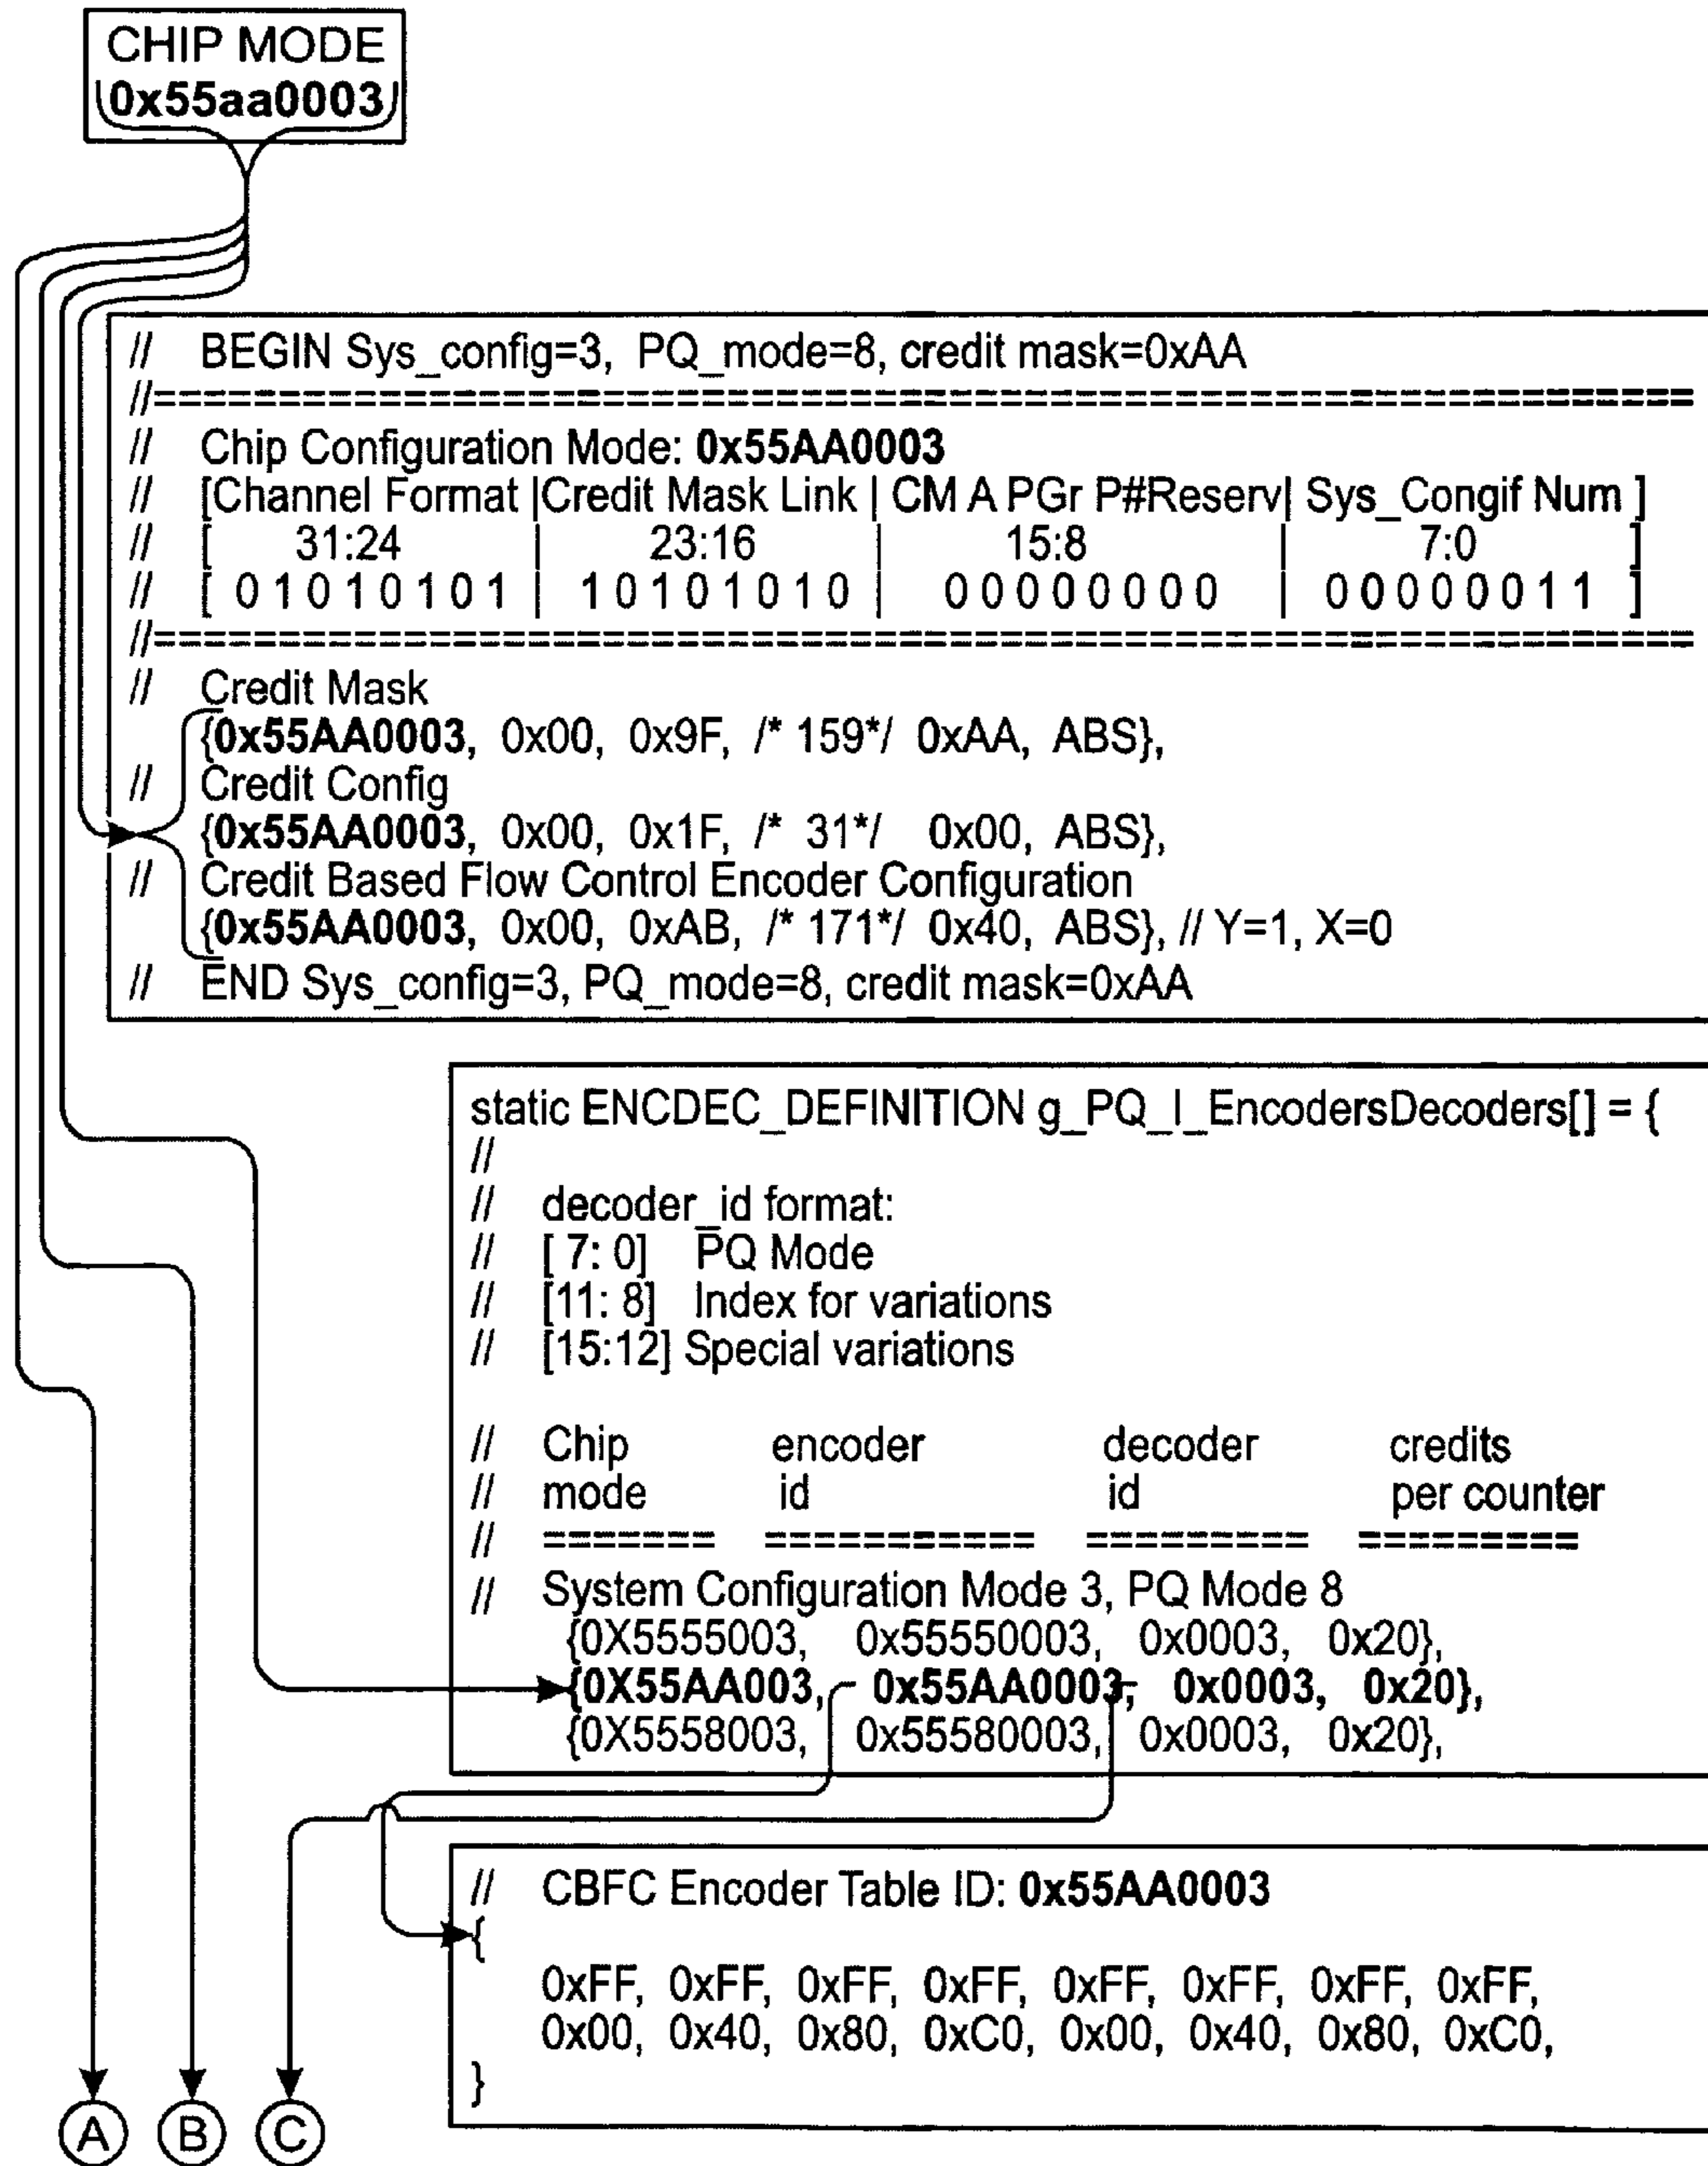 CHIP MODE
0x55aa0003
// BEGIN Sys_config=3, PQ_mode=8, credit mask=0xAA
//==============================================================
// Chip Configuration Mode: 0x55AA0003
// [Channel Format |Credit Mask Link | CM A PGr P#Reserv| Sys_Congif Num ]
// [ 31:24 | 23:16 | 15:8 | 7:0 ]
// [ 0 1 0 1 0 1 0 1 | 1 0 1 0 1 0 1 0 | 0 0 0 0 0 0 0 0 | 0 0 0 0 0 0 1 1 ]
//==============================================================
// Credit Mask
{0x55AA0003, 0x00, 0x9F, /* 159*/ 0xAA, ABS},
// Credit Config
{0x55AA0003, 0x00, 0x1F, /* 31*/ 0x00, ABS},
// Credit Based Flow Control Encoder Configuration
{0x55AA0003, 0x00, 0xAB, /* 171*/ 0x40, ABS}, // Y=1, X=0
// END Sys_config=3, PQ_mode=8, credit mask=0xAA
static ENCDEC_DEFINITION g_PQ_I_EncodersDecoders[] = {
//
// decoder_id format:
// [ 7: 0] PQ Mode
// [11: 8] Index for variations
// [15:12] Special variations
// Chip encoder decoder credits
// mode id id per counter
// ======= =========== ========= =========
// System Configuration Mode 3, PQ Mode 8
{0X5555003, 0x55550003, 0x0003, 0x20},
{0X55AA003, 0x55AA0003, 0x0003, 0x20},
{0X5558003, 0x55580003, 0x0003, 0x20},
// CBFC Encoder Table ID: 0x55AA0003
{
0xFF, 0xFF, 0xFF, 0xFF, 0xFF, 0xFF, 0xFF, 0xFF,
0x00, 0x40, 0x80, 0xC0, 0x00, 0x40, 0x80, 0xC0,
}
A B C